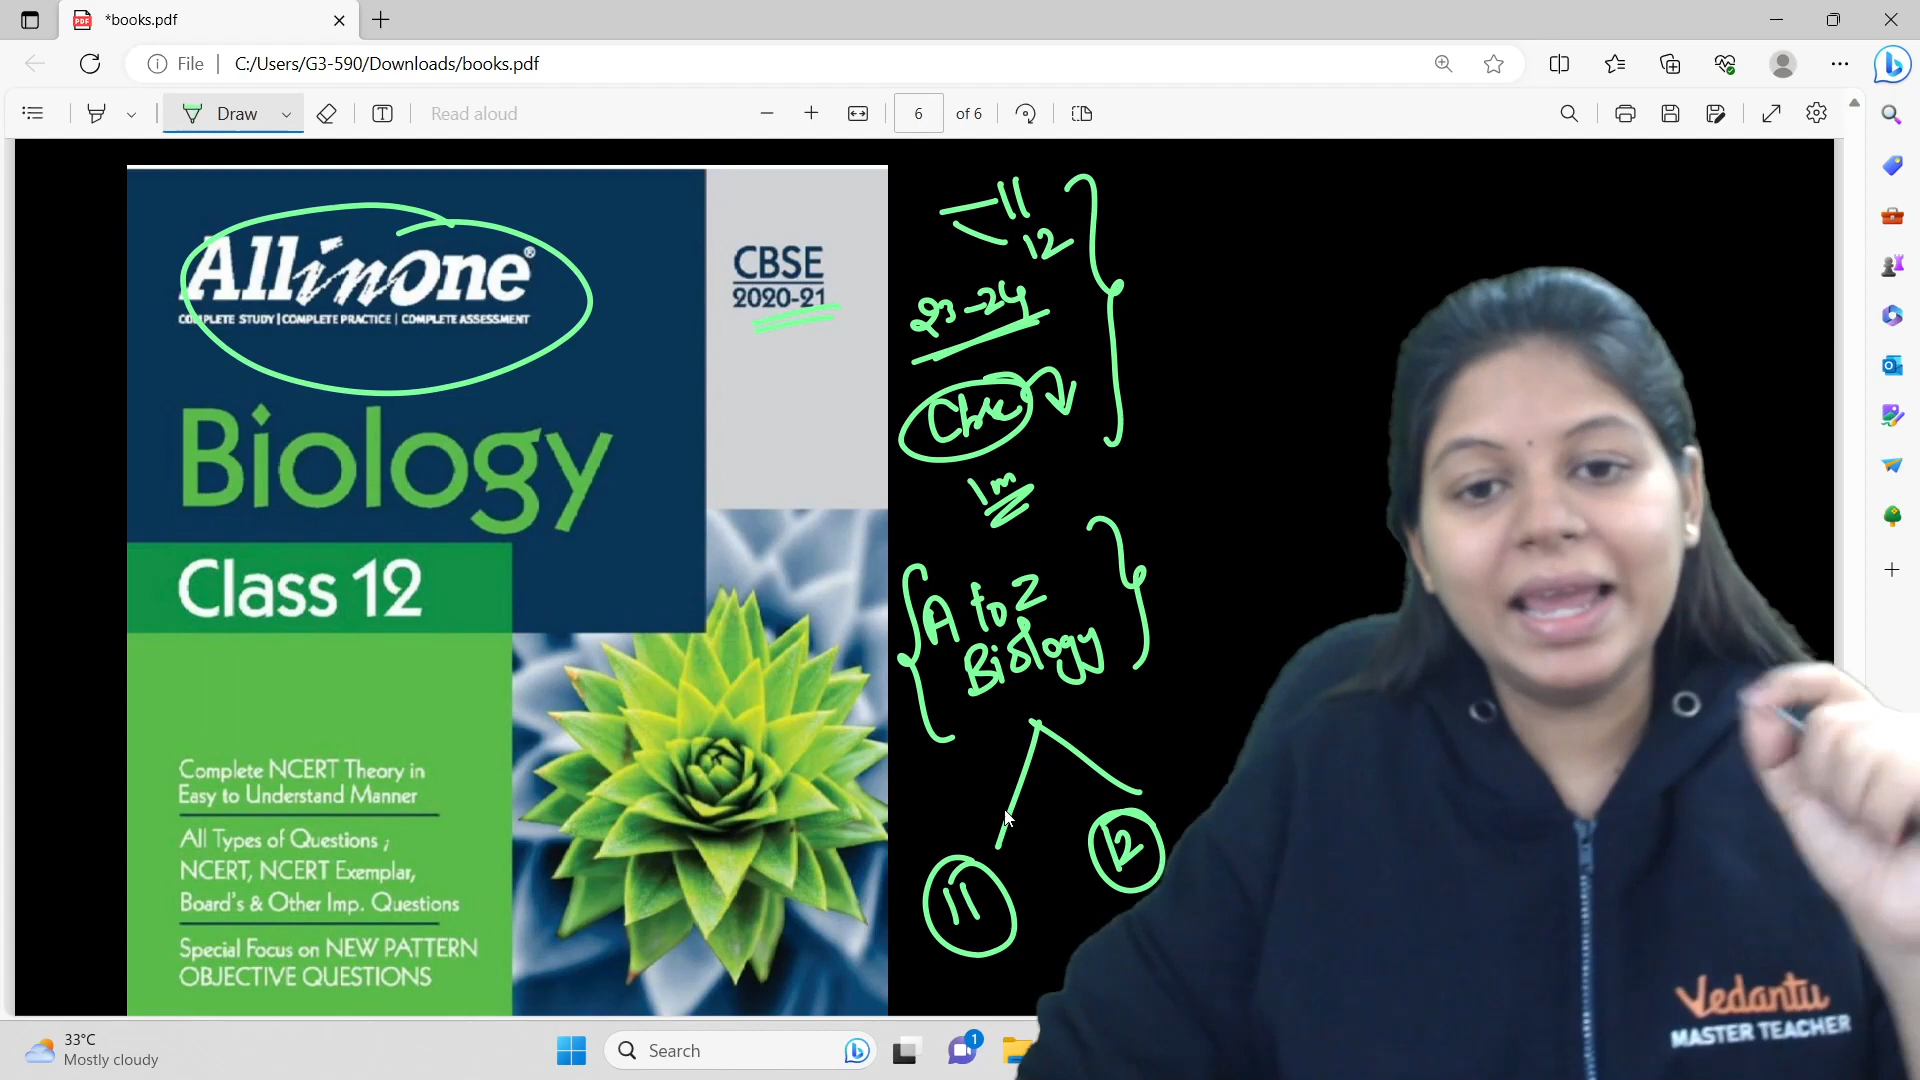 *books.pdf
File
C:/Users/G3-590/Downloads/books.pdf
Draw
Read aloud
6
of 6
All in One®
COMPLETE STUDY | COMPLETE PRACTICE | COMPLETE ASSESSMENT
CBSE
2020-21
Biology
Class 12
Complete NCERT Theory in
Easy to Understand Manner
All Types of Questions ;
NCERT, NCERT Exemplar,
Board's & Other Imp. Questions
Special Focus on NEW PATTERN
OBJECTIVE QUESTIONS
11
12
23-24
Cbse
1m
A to Z
Biology
11
12
Vedantu
MASTER TEACHER
33°C
Mostly cloudy
Search
1